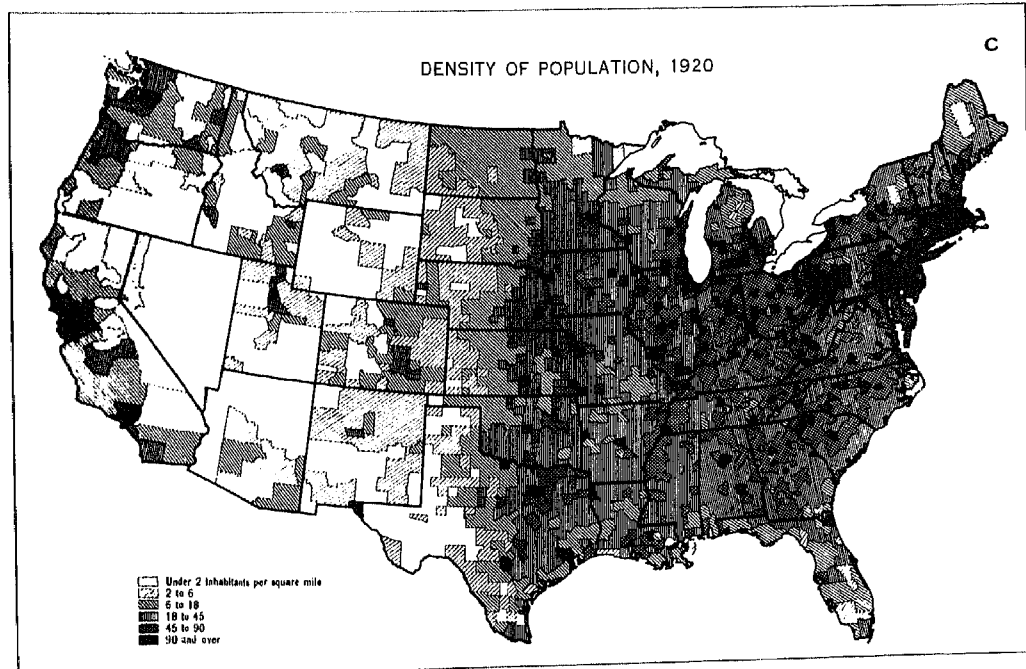 C
DENSITY OF POPULATION, 1920
Under 2 Inhabitants per square mile
2 to 6
6 to 18
18 to 45
45 to 90
90 and over